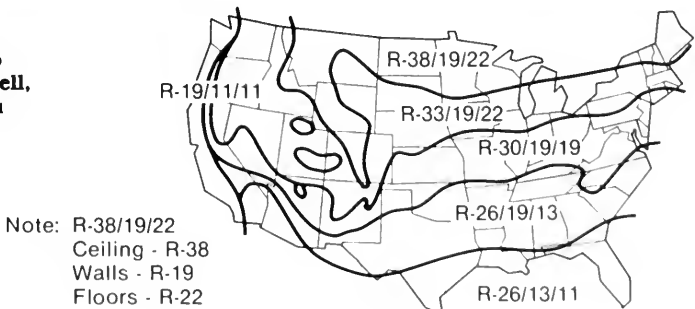 ell,
R-38/19/22
R-19/11/11
R-33/19/22
R-30/19/19
R-26/19/13
R-26/13/11
Note: R-38/19/22
Ceiling - R-38
Walls - R-19
Floors - R-22